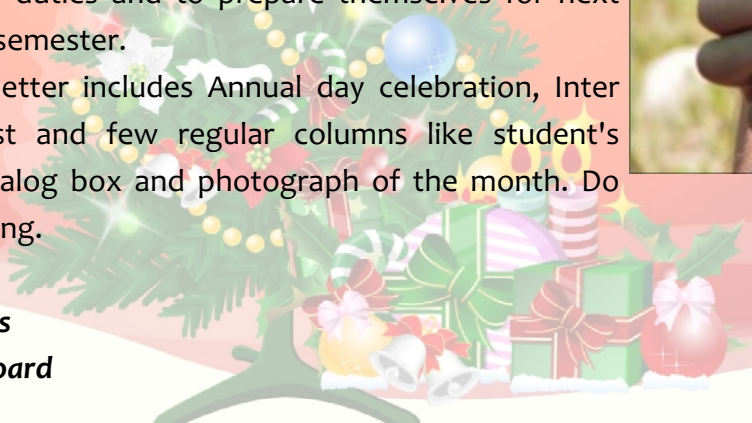 duties and to prepare themselves for next
semester.
etter includes Annual day celebration, Inter
st and few regular columns like student's
alog box and photograph of the month. Do
ng.
s
oard